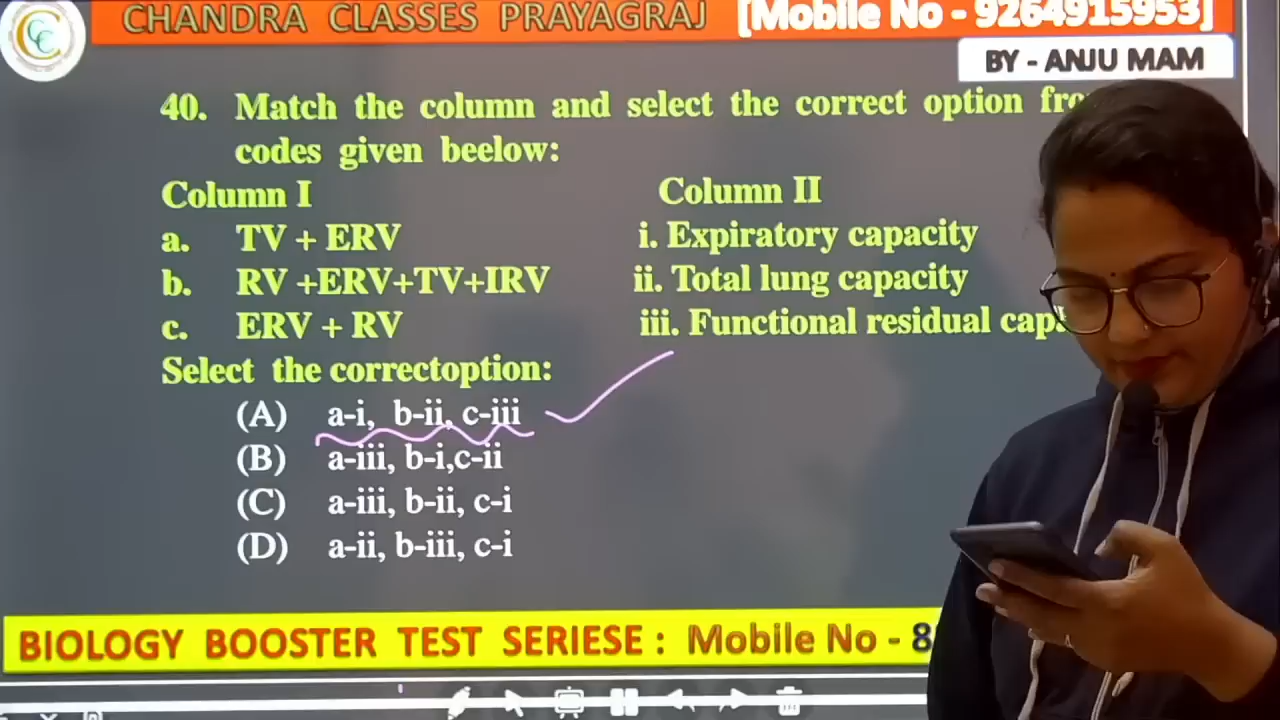 CHANDRA CLASSES PRAYAGRAJ [Mobile No - 9264915953]
BY - ANJU MAM
40. Match the column and select the correct option
codes given beelow:
Column I Column II
a. TV + ERV i. Expiratory capacity
b. RV +ERV+TV+IRV ii. Total lung capacity
c. ERV + RV iii. Functional residual
Select the correctoption:
(A) a-i, b-ii, c-iii
(B) a-iii, b-i,c-ii
(C) a-iii, b-ii, c-i
(D) a-ii, b-iii, c-i
BIOLOGY BOOSTER TEST SERIESE : Mobile No - 8